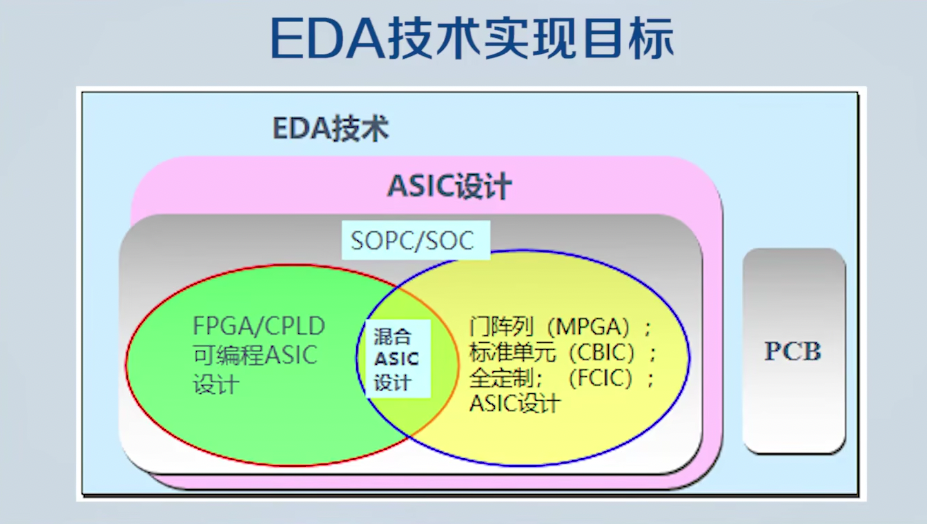 EDA技术实现目标
EDA技术
ASIC设计
SOPC/SOC
FPGA/CPLD
可编程ASIC
设计
混合
ASIC
设计
门阵列（MPGA）;
标准单元（CBIC）;
全定制;（FCIC）;
ASIC设计
PCB